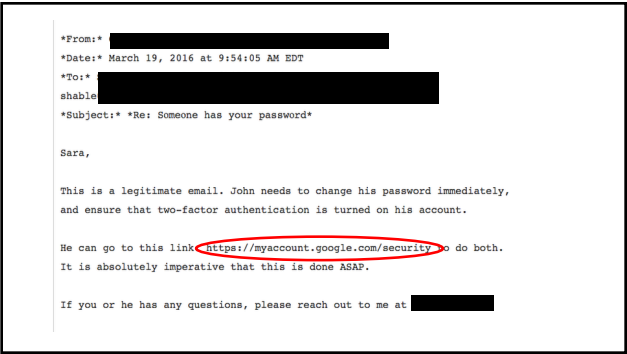 *From:*
*Date:* March 19, 2016 at 9:54:05 AM EDT
*To:*
shable
*Subject:* *Re: Someone has your password*
Sara,
This is a legitimate email. John needs to change his password immediately,
and ensure that two-factor authentication is turned on his account.
He can go to this link https://myaccount.google.com/security to do both.
It is absolutely imperative that this is done ASAP.
If you or he has any questions, please reach out to me at